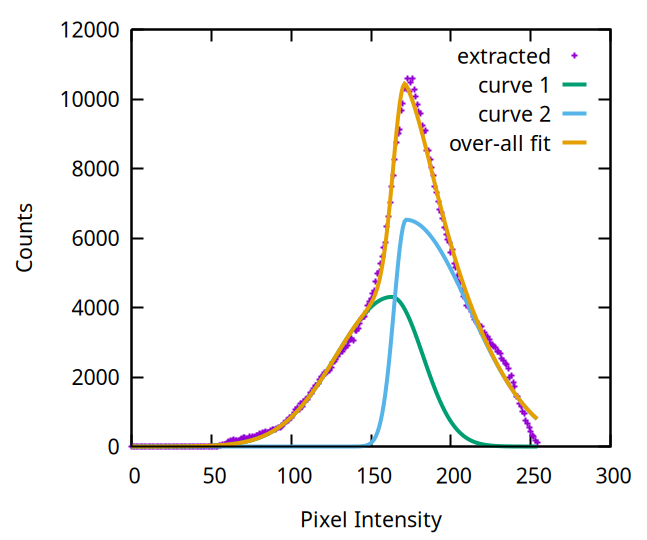 12000
10000
8000
6000
4000
2000
0
Counts
extracted
curve 1
curve 2
over-all fit
0 50 100 150 200 250 300
Pixel Intensity